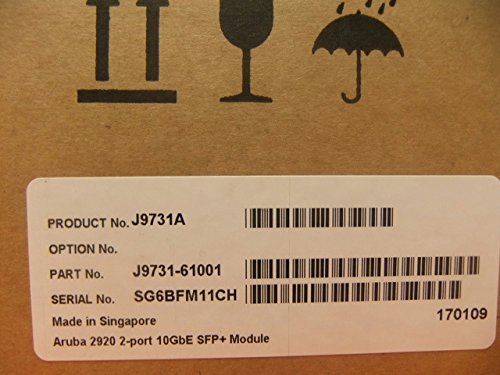 PRODUCT No. J9731A
OPTION No.
PART No. J9731-61001
SERIAL No. SG6BFM11CH
Made in Singapore 170109
Aruba 2920 2-port 10GbE SFP+ Module